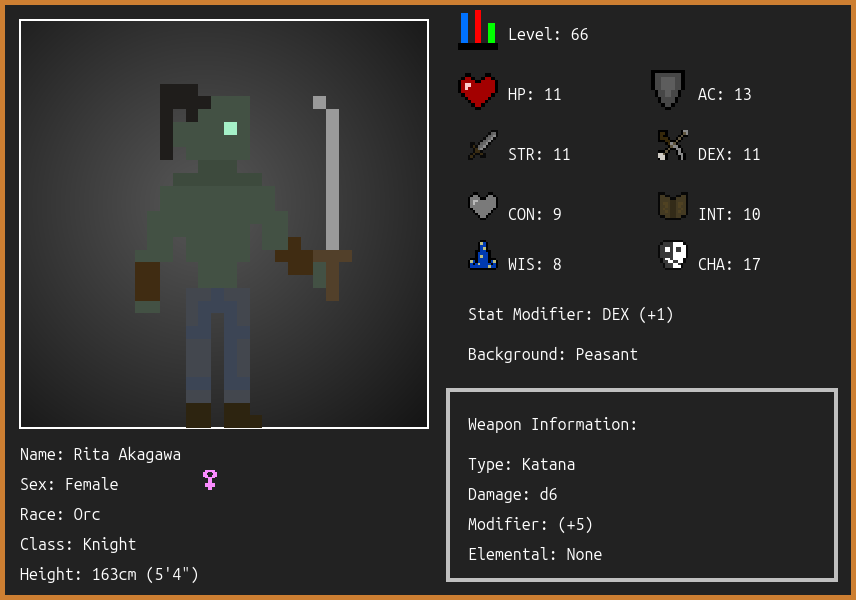 Level: 66
HP: 11
AC: 13
STR: 11
DEX: 11
CON: 9
INT: 10
WIS: 8
CHA: 17
Stat Modifier: DEX (+1)
Background: Peasant
Weapon Information:
Type: Katana
Damage: d6
Modifier: (+5)
Elemental: None
Name: Rita Akagawa
Sex: Female
Race: Orc
Class: Knight
Height: 163cm (5'4")